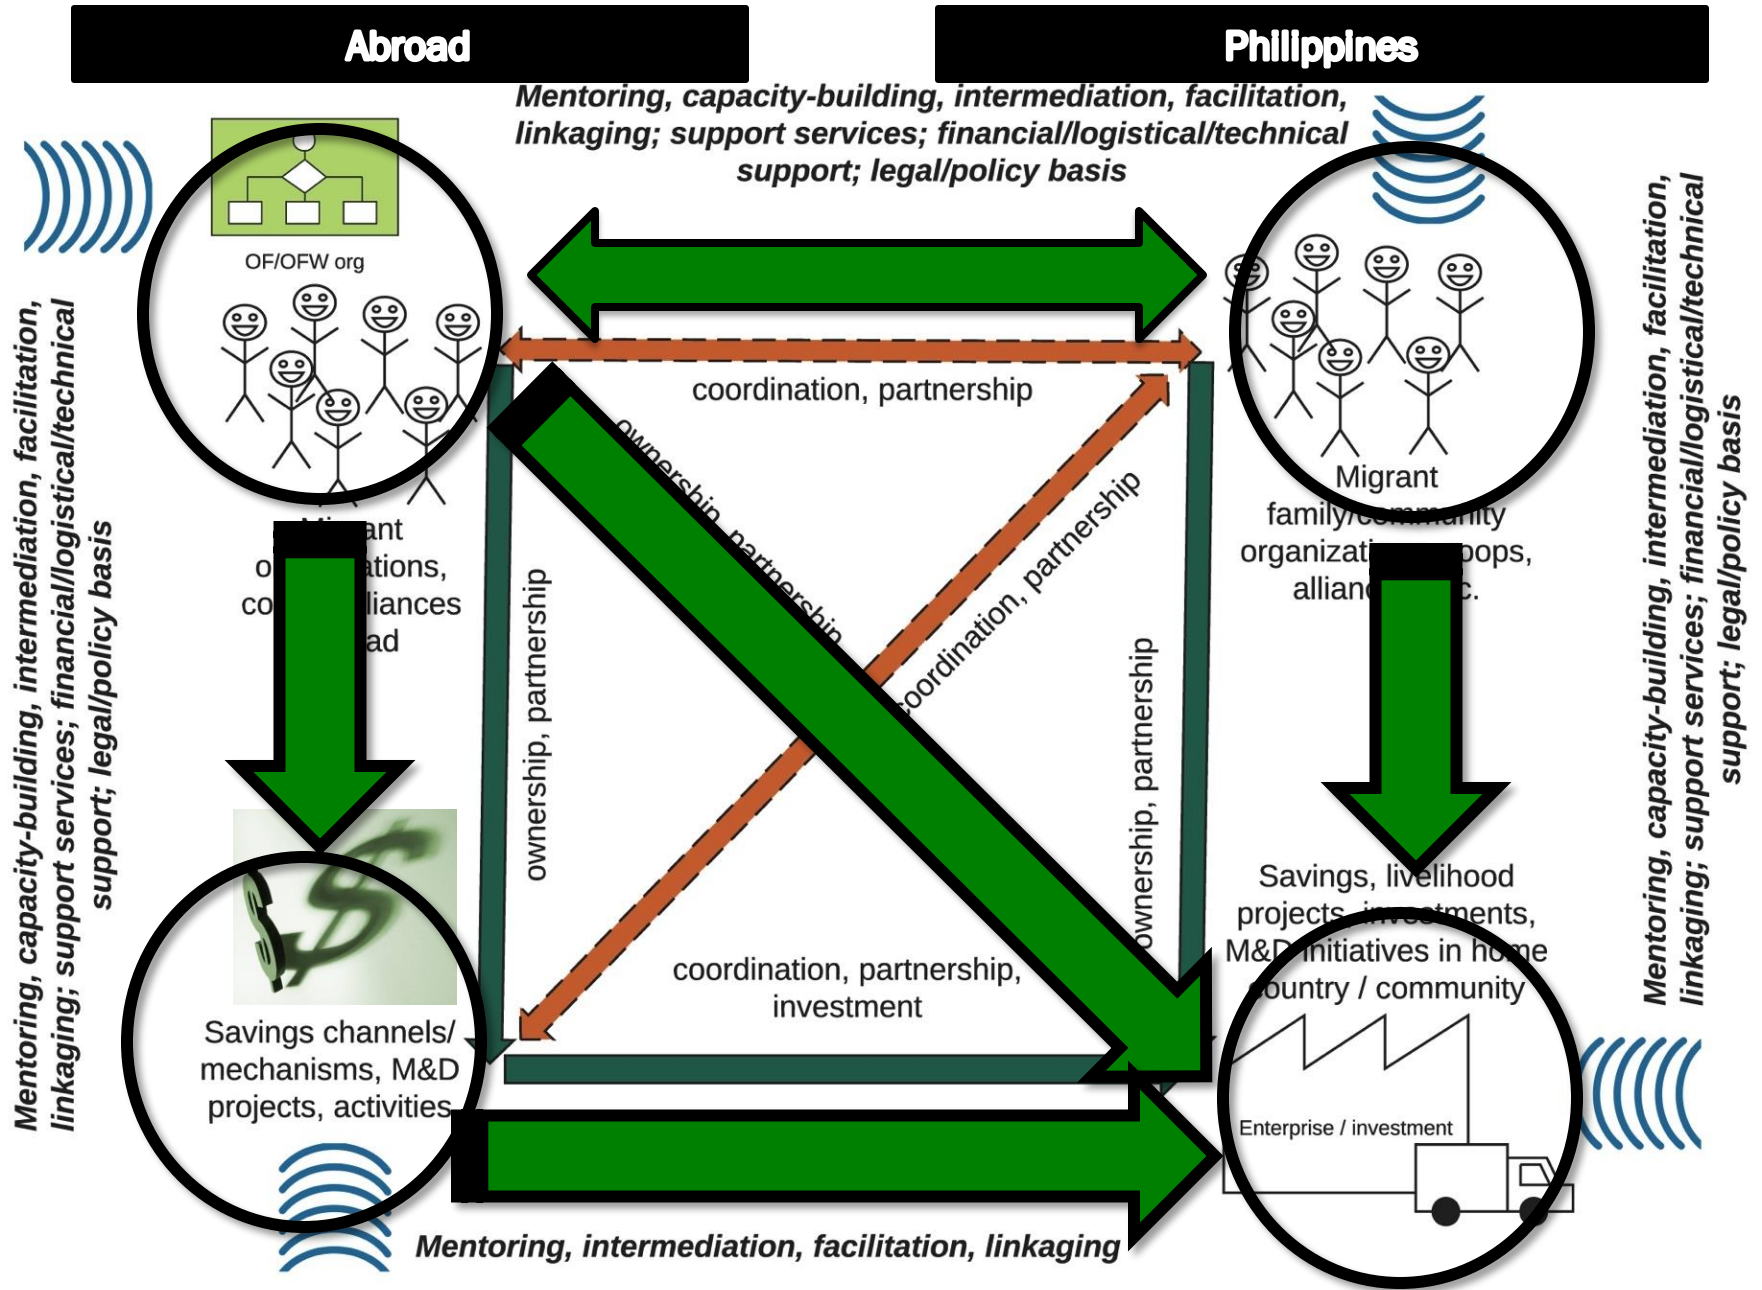 Abroad
Philippines
Mentoring, capacity-building, intermediation, facilitation,
linkaging; support services; financial/logistical/technical
support; legal/policy basis
OF/OFW org
coordination, partnership
ownership, partnership
coordination, partnership
Migrant
family/community
alliances
Mentoring, capacity-building, intermediation, facilitation,
linkaging; support services; financial/logistical/technical
support; legal/policy basis
ownership, partnership
ownership, partnership
Mentoring, capacity-building, intermediation, facilitation,
linkaging; support services; financial/logistical/technical
support; legal/policy basis
Savings, livelihood
projects, investments,
M&D initiatives in home
country / community
coordination, partnership,
investment
Savings channels/
mechanisms, M&D
projects, activities
Enterprise / investment
Mentoring, intermediation, facilitation, linkaging